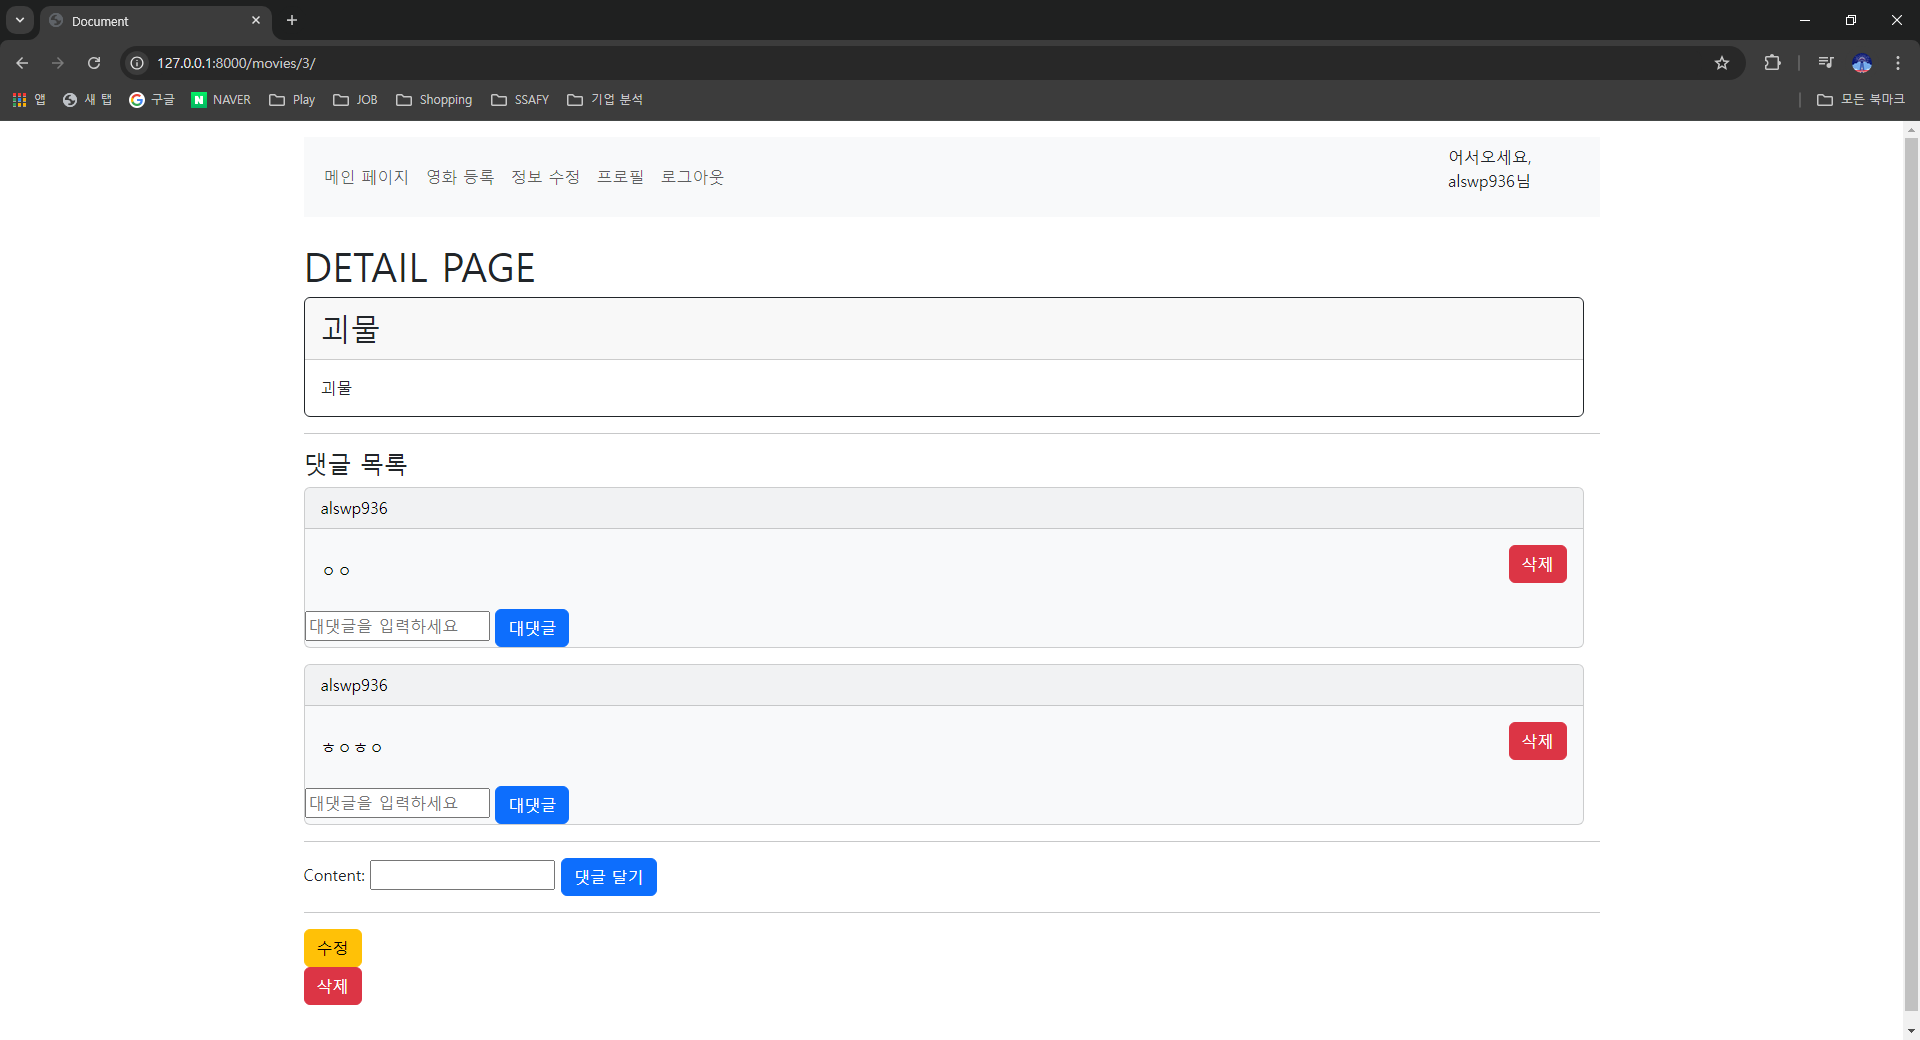 Document
127.0.0.1:8000/movies/3/
앱 새 탭 구글 NAVER Play JOB Shopping SSAFY 기업 분석 모든 북마크
메인 페이지 영화 등록 정보 수정 프로필 로그아웃
어서오세요,
alswp936님
DETAIL PAGE
괴물
괴물
댓글 목록
alswp936
ㅇㅇ
삭제
대댓글을 입력하세요 대댓글
alswp936
ㅎㅇㅎㅇ
삭제
대댓글을 입력하세요 대댓글
Content: 댓글 달기
수정
삭제